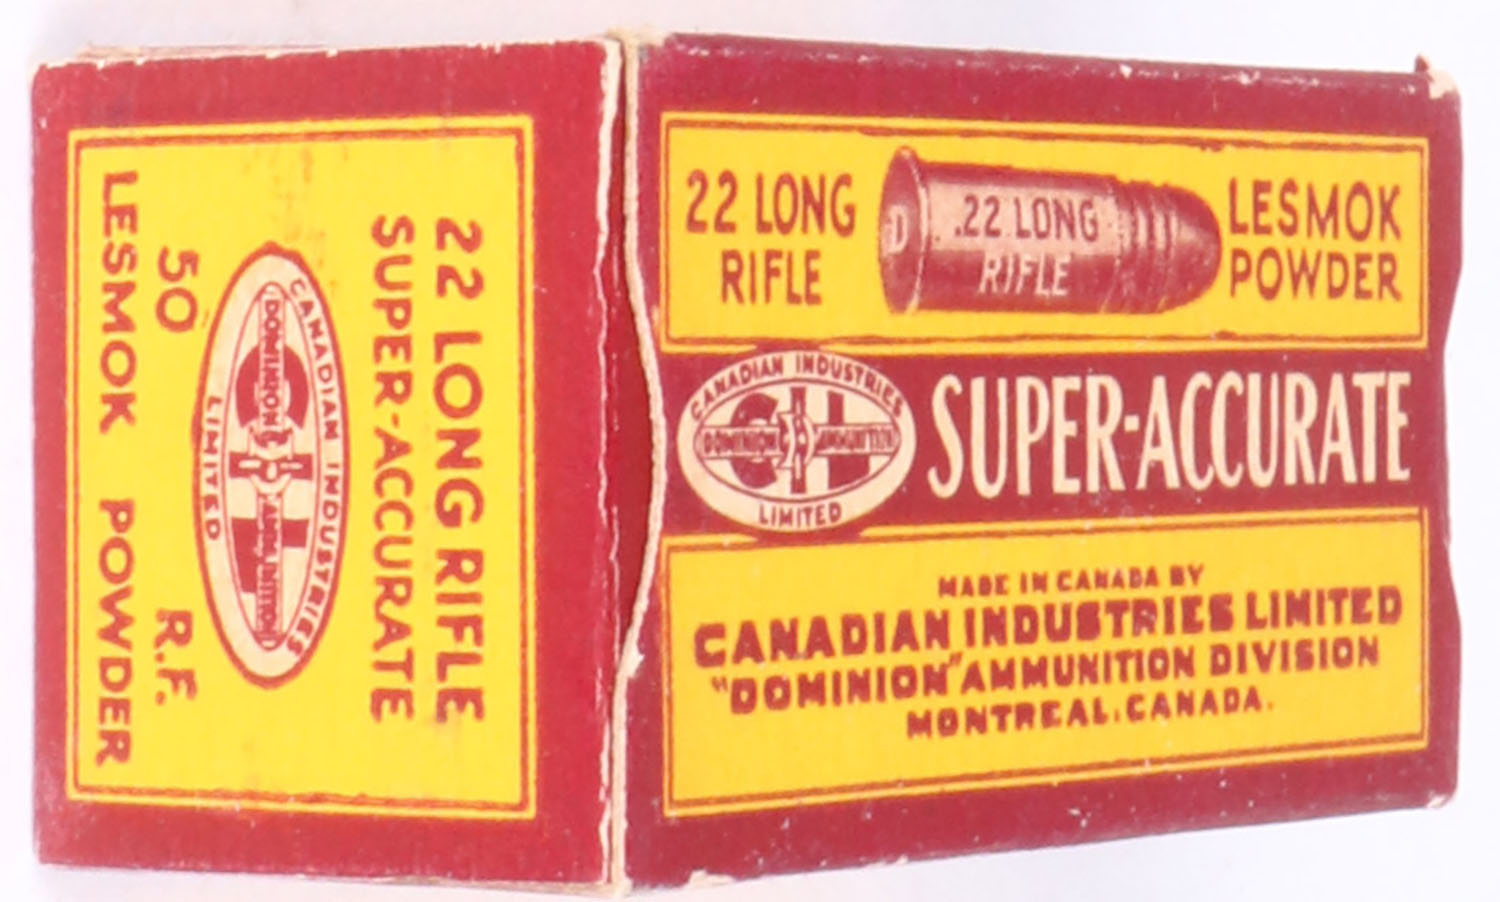 22 LONG RIFLE
SUPER-ACCURATE
CANADIAN INDUSTRIES
DOMINION AMMUNITION
LIMITED
50 R.F.
LESMOK POWDER
22 LONG
RIFLE
D
.22 LONG
RIFLE
LESMOK
POWDER
CANADIAN INDUSTRIES
CIL
DOMINION AMMUNITION
LIMITED
SUPER-ACCURATE
MADE IN CANADA BY
CANADIAN INDUSTRIES LIMITED
"DOMINION" AMMUNITION DIVISION
MONTREAL, CANADA.